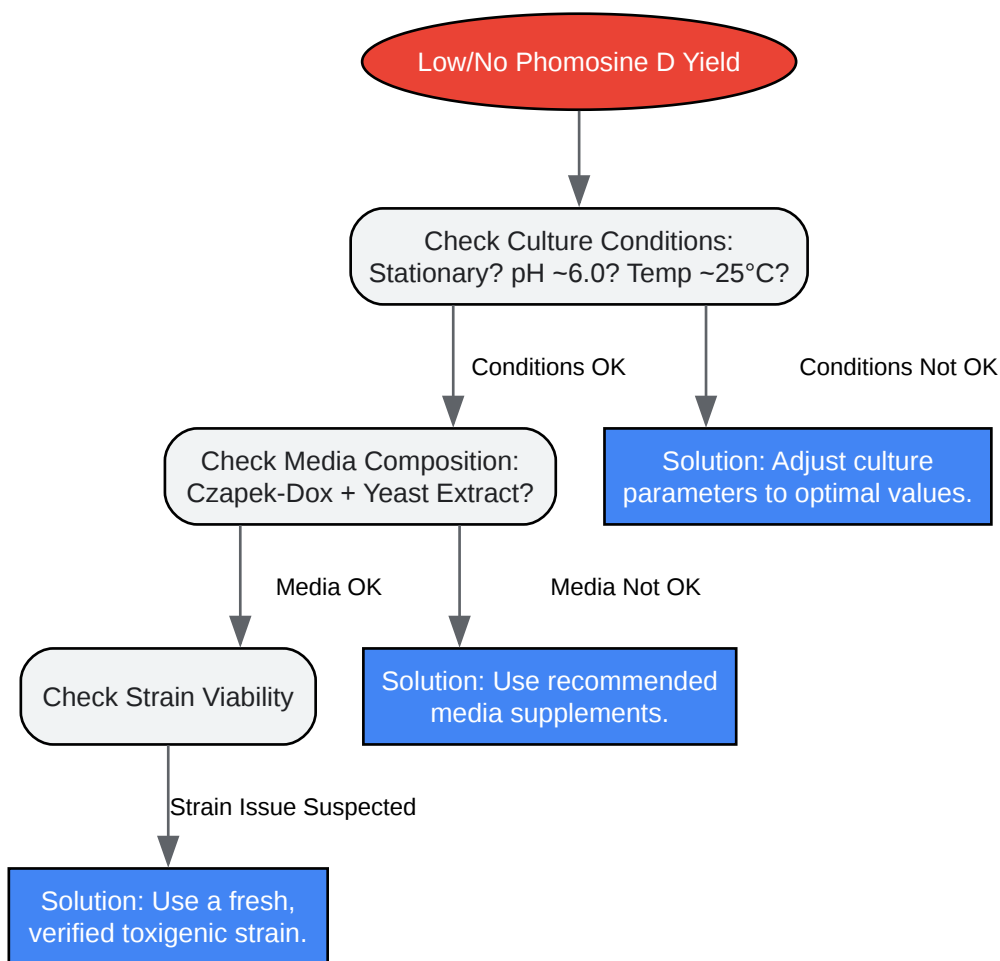 Low/No Phomosine D Yield
Check Culture Conditions:
Stationary? pH ~6.0? Temp ~25°C?
Conditions OK
Conditions Not OK
Check Media Composition:
Czapek-Dox + Yeast Extract?
Solution: Adjust culture
parameters to optimal values.
Media OK
Media Not OK
Check Strain Viability
Solution: Use recommended
media supplements.
Strain Issue Suspected
Solution: Use a fresh,
verified toxigenic strain.